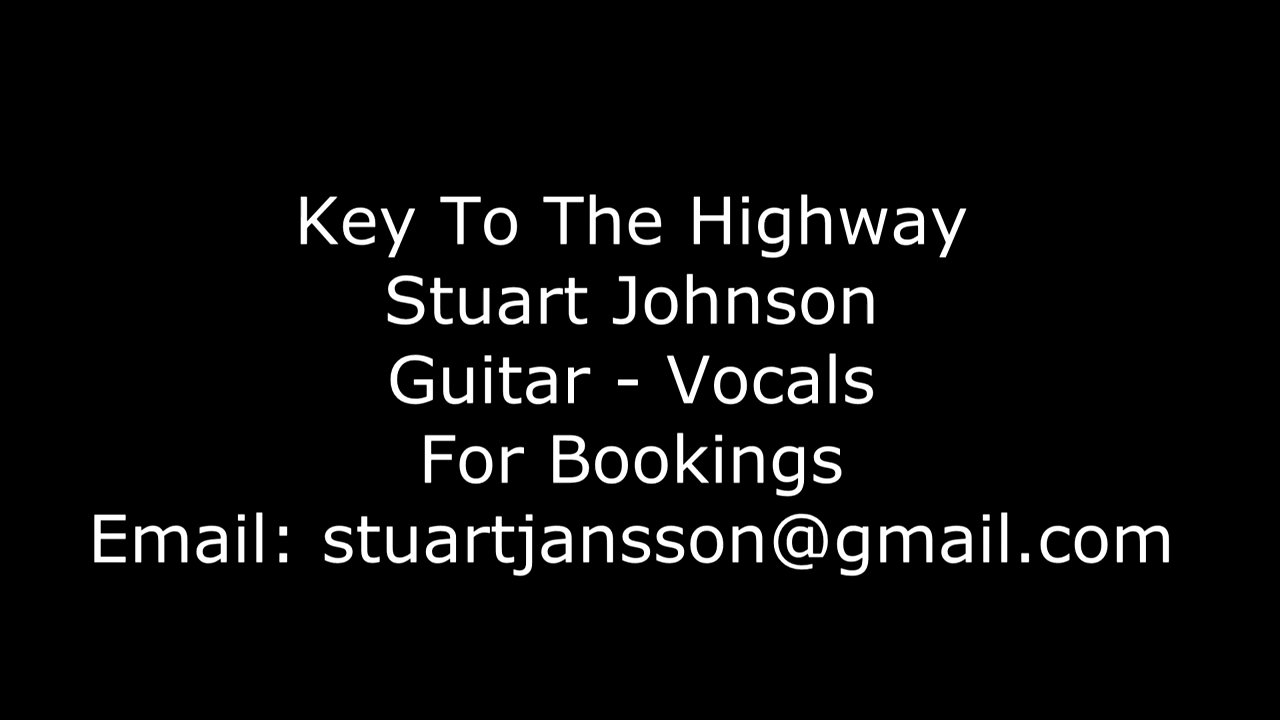 Key To The Highway
Stuart Johnson
Guitar - Vocals
For Bookings
Email: stuartjansson@gmail.com